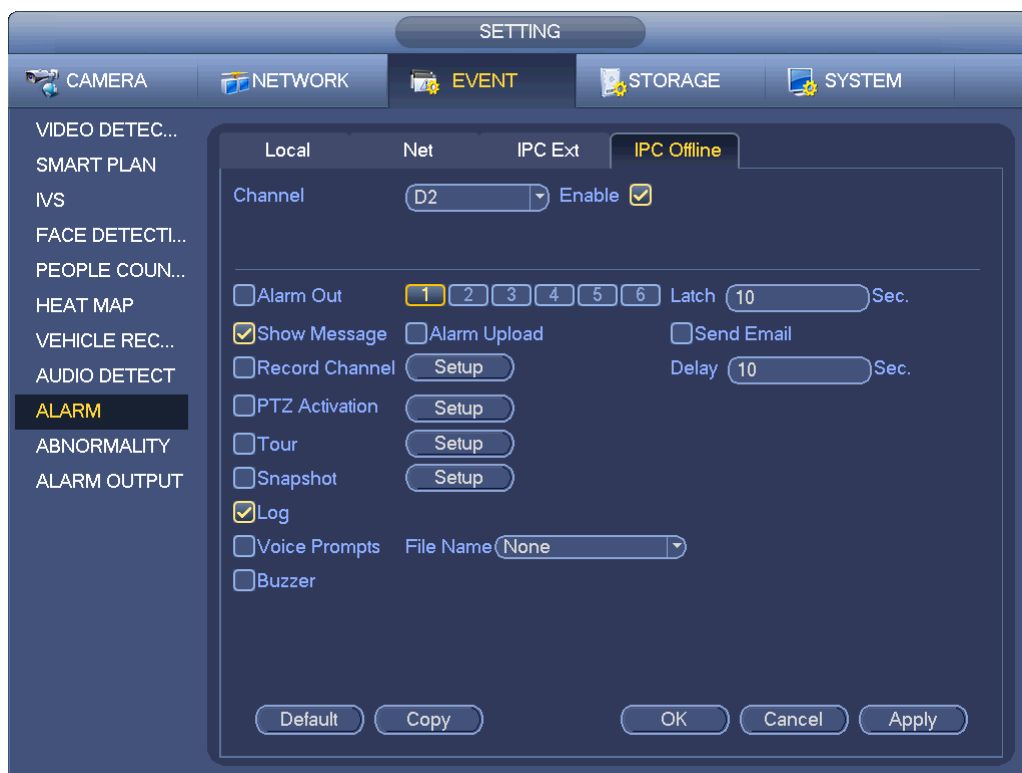 SETTING
CAMERA NETWORK EVENT STORAGE SYSTEM
VIDEO DETEC...
SMART PLAN
IVS
FACE DETECTI...
PEOPLE COUN...
HEAT MAP
VEHICLE REC...
AUDIO DETECT
ALARM
ABNORMALITY
ALARM OUTPUT
Local Net IPC Ext IPC Offline
Channel D2 Enable
Alarm Out 1 2 3 4 5 6 Latch 10 Sec.
Show Message Alarm Upload Send Email
Record Channel Setup Delay 10 Sec.
PTZ Activation Setup
Tour Setup
Snapshot Setup
Log
Voice Prompts File Name None
Buzzer
Default Copy OK Cancel Apply